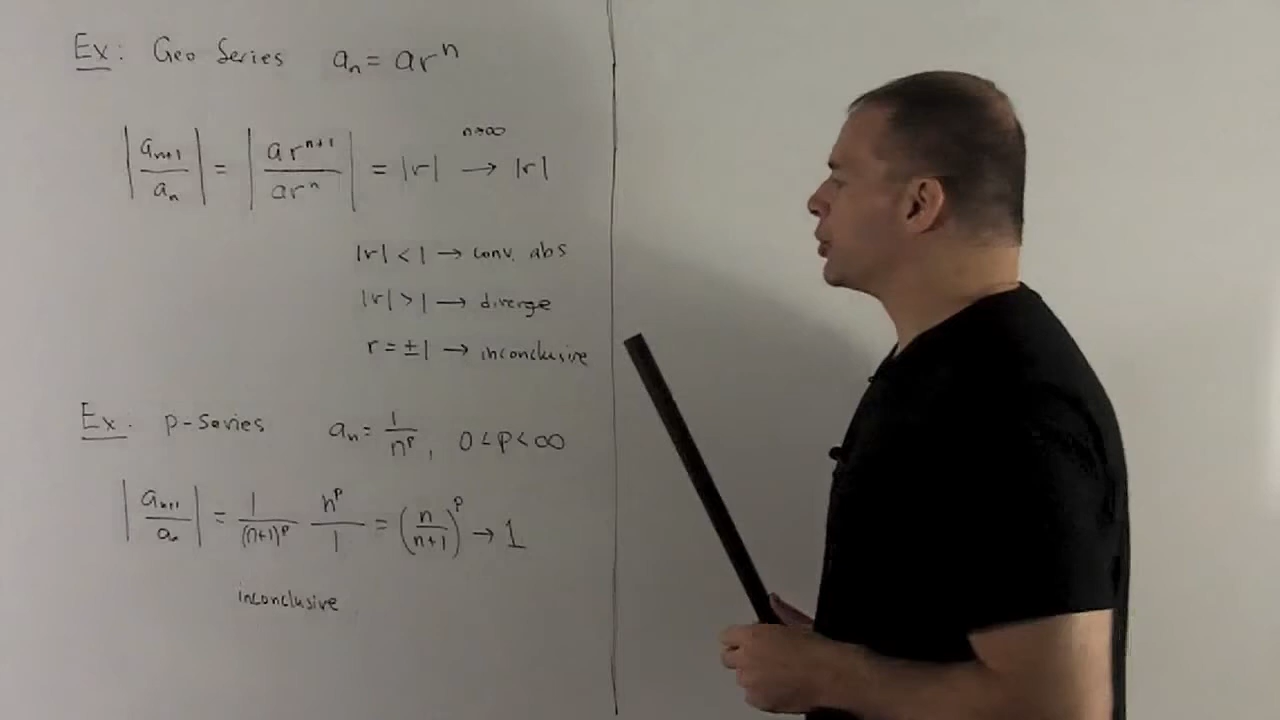 Ex: Geo Series aₙ = arⁿ
|aₙ₊₁/aₙ| = |arⁿ⁺¹/arⁿ| = |r| →(n→∞) |r|
|r| < 1 → conv. abs
|r| > 1 → diverge
r = ±1 → inconclusive
Ex: p-Series aₙ = 1/nᵖ, 0 < p < ∞
|aₙ₊₁/aₙ| = 1/(n+1)ᵖ nᵖ/1 = (n/(n+1))ᵖ → 1
inconclusive